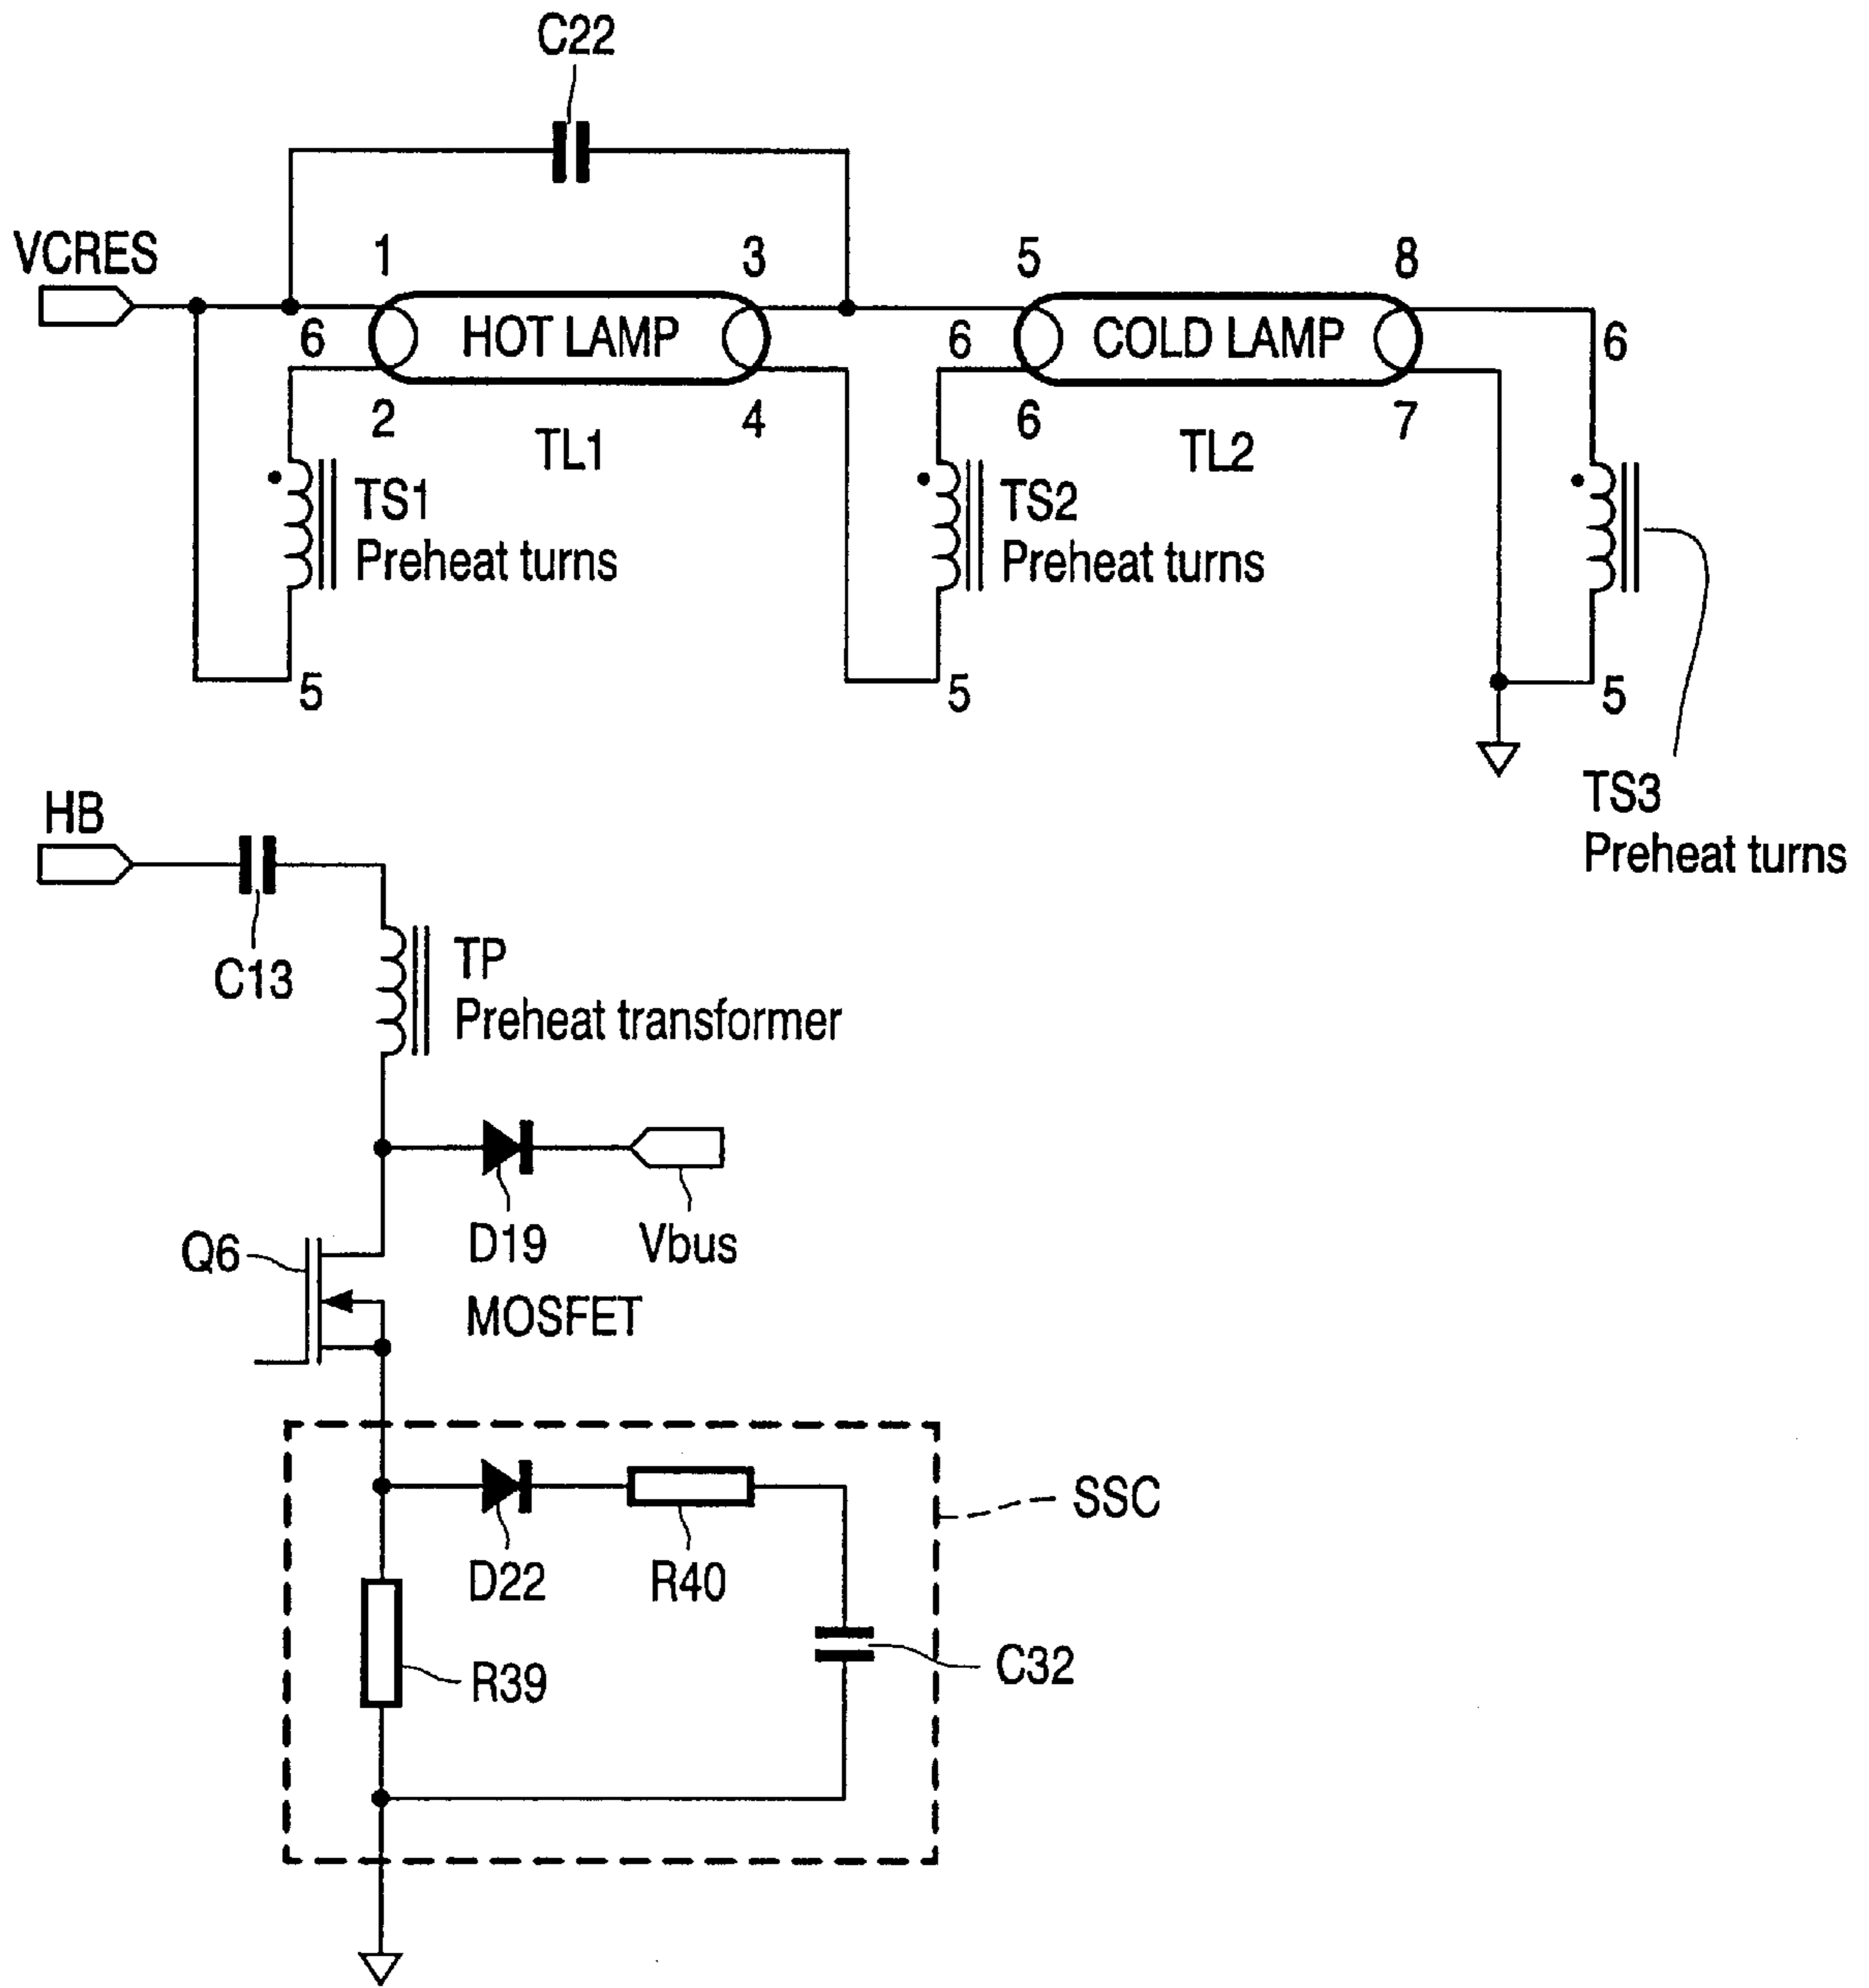 C22
VCRES
1
3
5
8
6
HOT LAMP
6
COLD LAMP
6
2
4
6
7
TL1
TL2
TS1
Preheat turns
TS2
Preheat turns
5
5
5
TS3
Preheat turns
HB
C13
TP
Preheat transformer
Q6
D19
Vbus
MOSFET
SSC
D22
R40
R39
C32